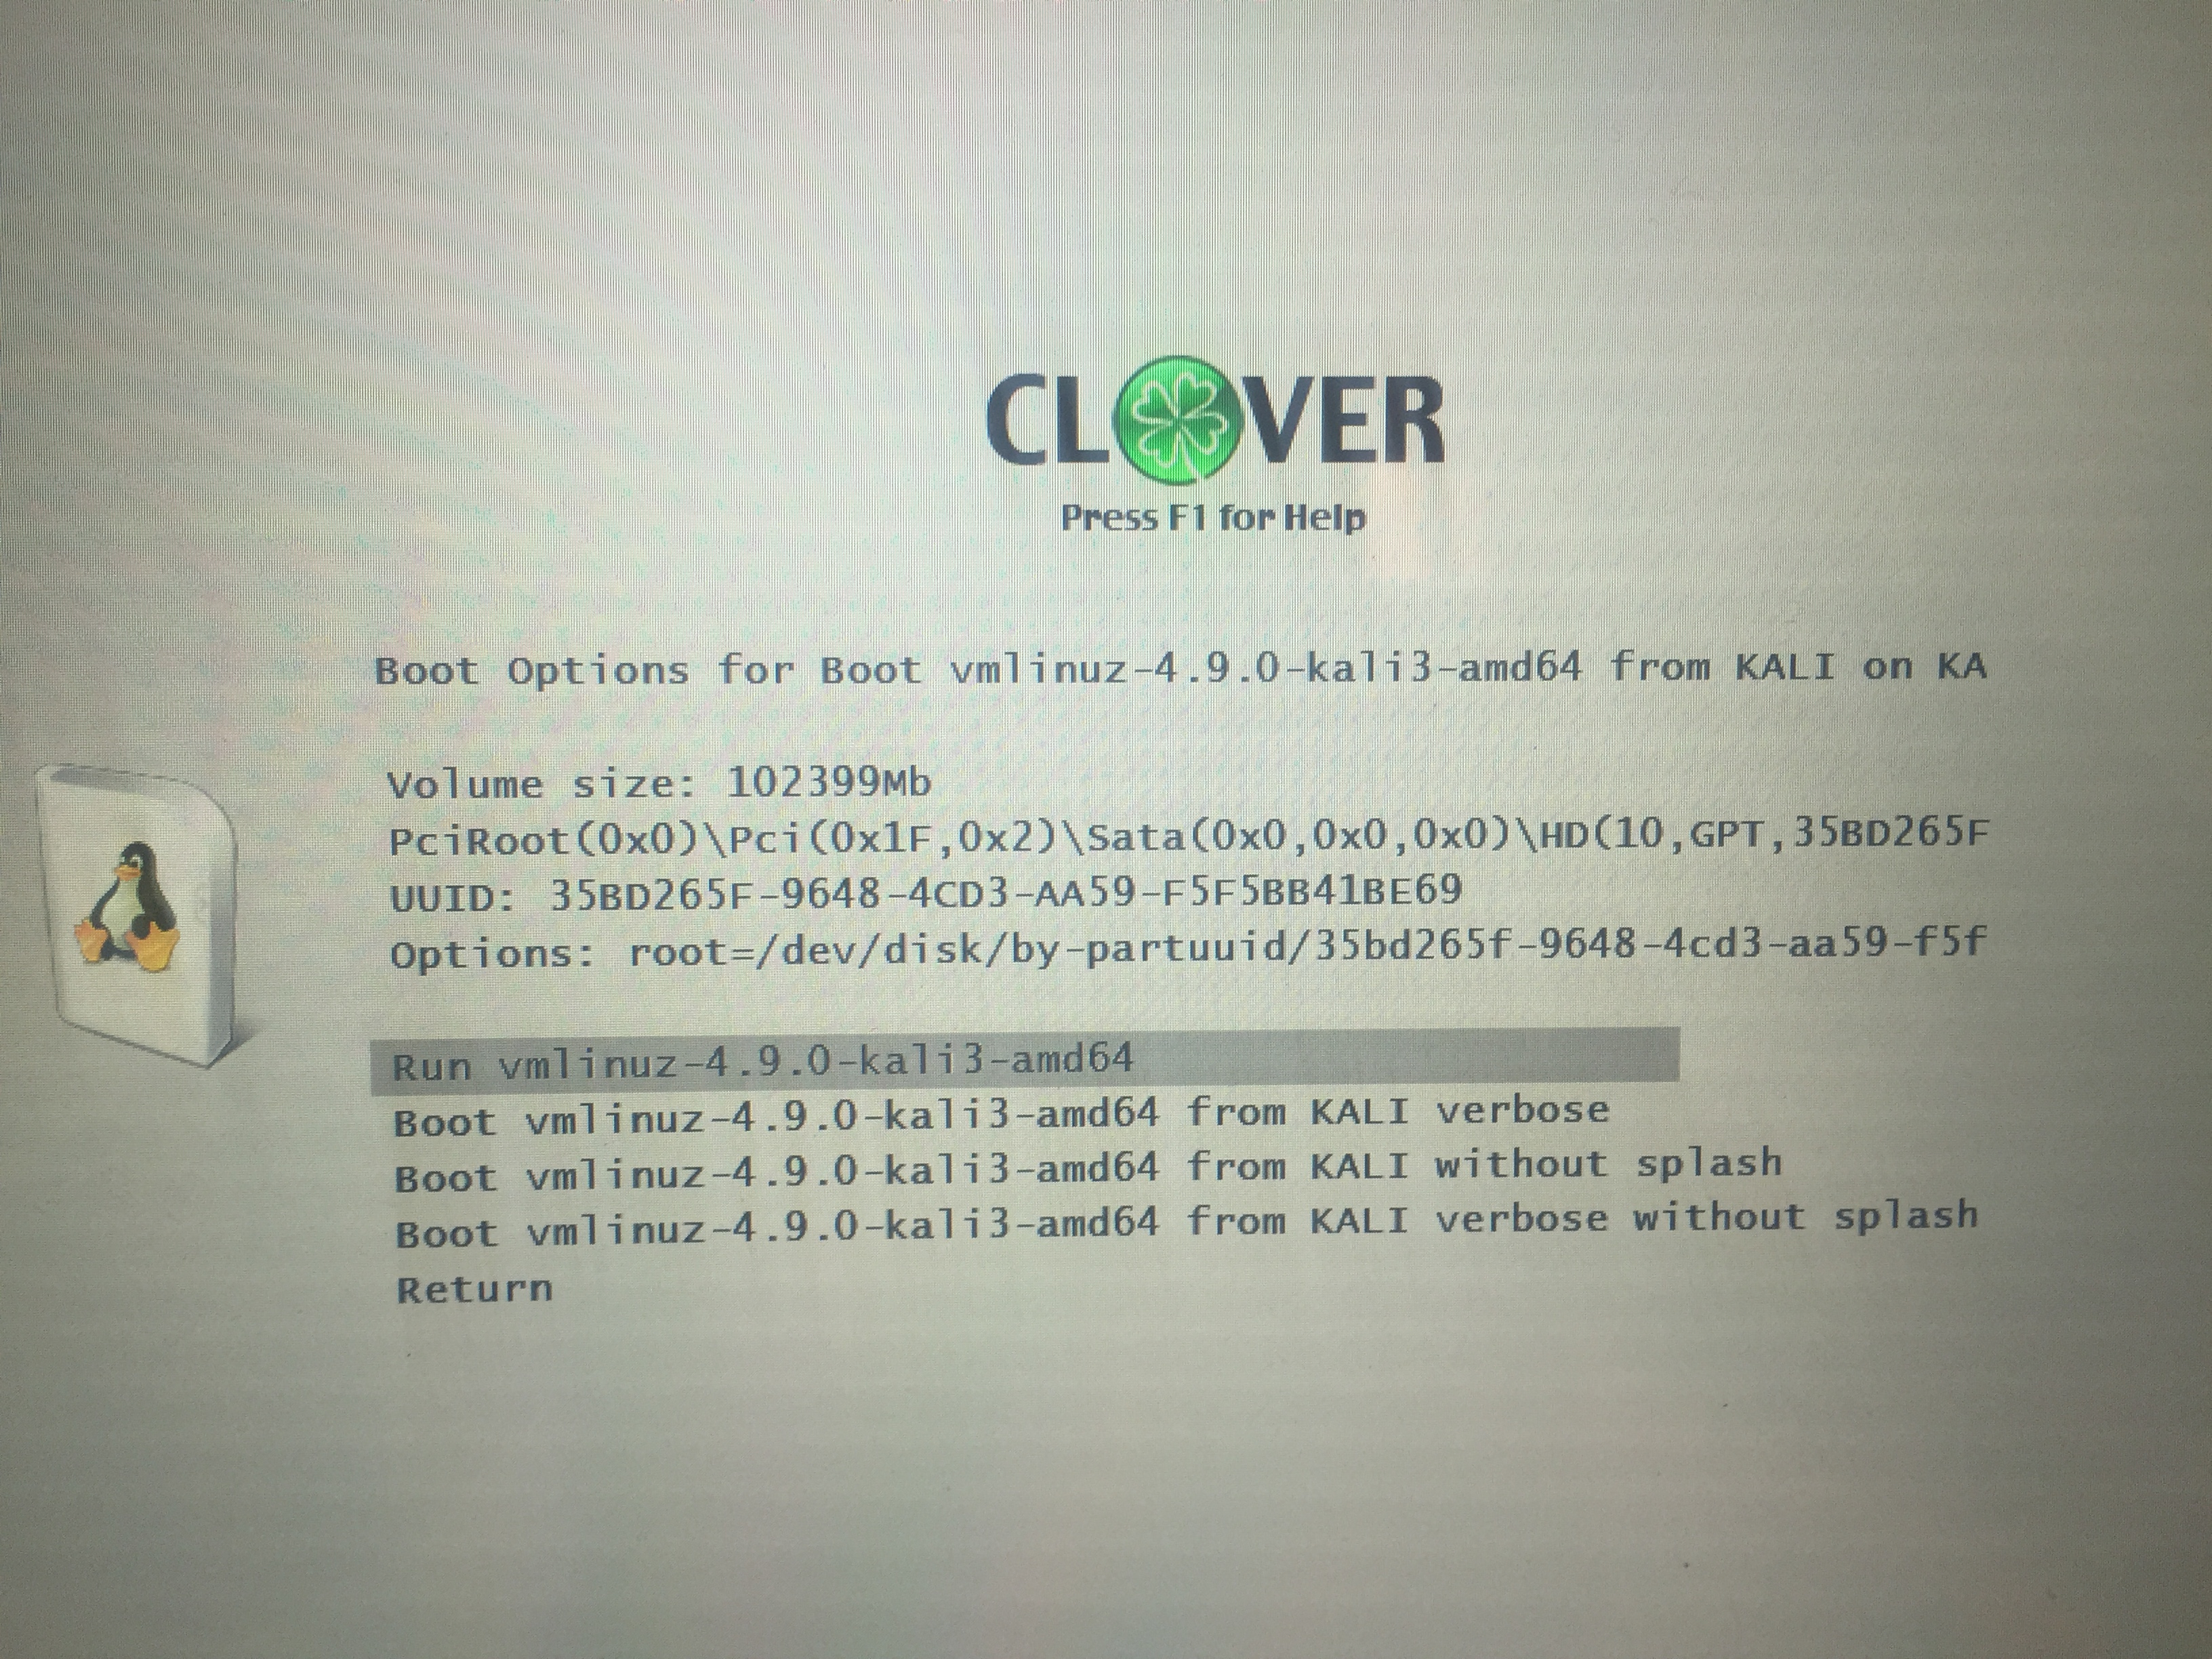 CLOVER
Press F1 for Help
Boot Options for Boot vmlinuz-4.9.0-kali3-amd64 from KALI on KA
Volume size: 102399Mb
PciRoot(0x0)\Pci(0x1F,0x2)\Sata(0x0,0x0,0x0)\HD(10,GPT,35BD265F
UUID: 35BD265F-9648-4CD3-AA59-F5F5BB41BE69
Options: root=/dev/disk/by-partuuid/35bd265f-9648-4cd3-aa59-f5f
Run vmlinuz-4.9.0-kali3-amd64
Boot vmlinuz-4.9.0-kali3-amd64 from KALI verbose
Boot vmlinuz-4.9.0-kali3-amd64 from KALI without splash
Boot vmlinuz-4.9.0-kali3-amd64 from KALI verbose without splash
Return